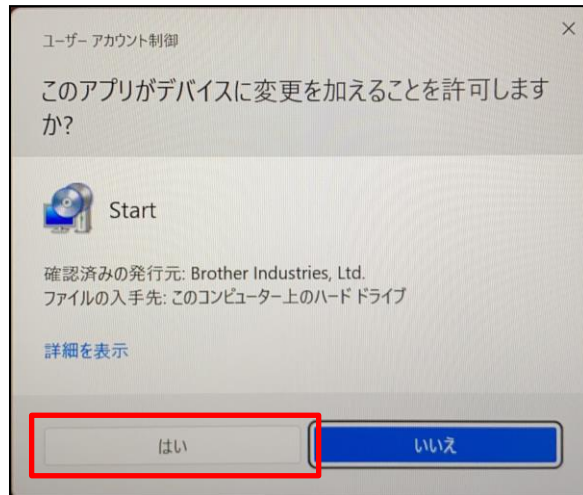 ユーザー アカウント制御
このアプリがデバイスに変更を加えることを許可します
か?
Start
確認済みの発行元: Brother Industries, Ltd.
ファイルの入手先: このコンピューター上のハード ドライブ
詳細を表示
はい
いいえ